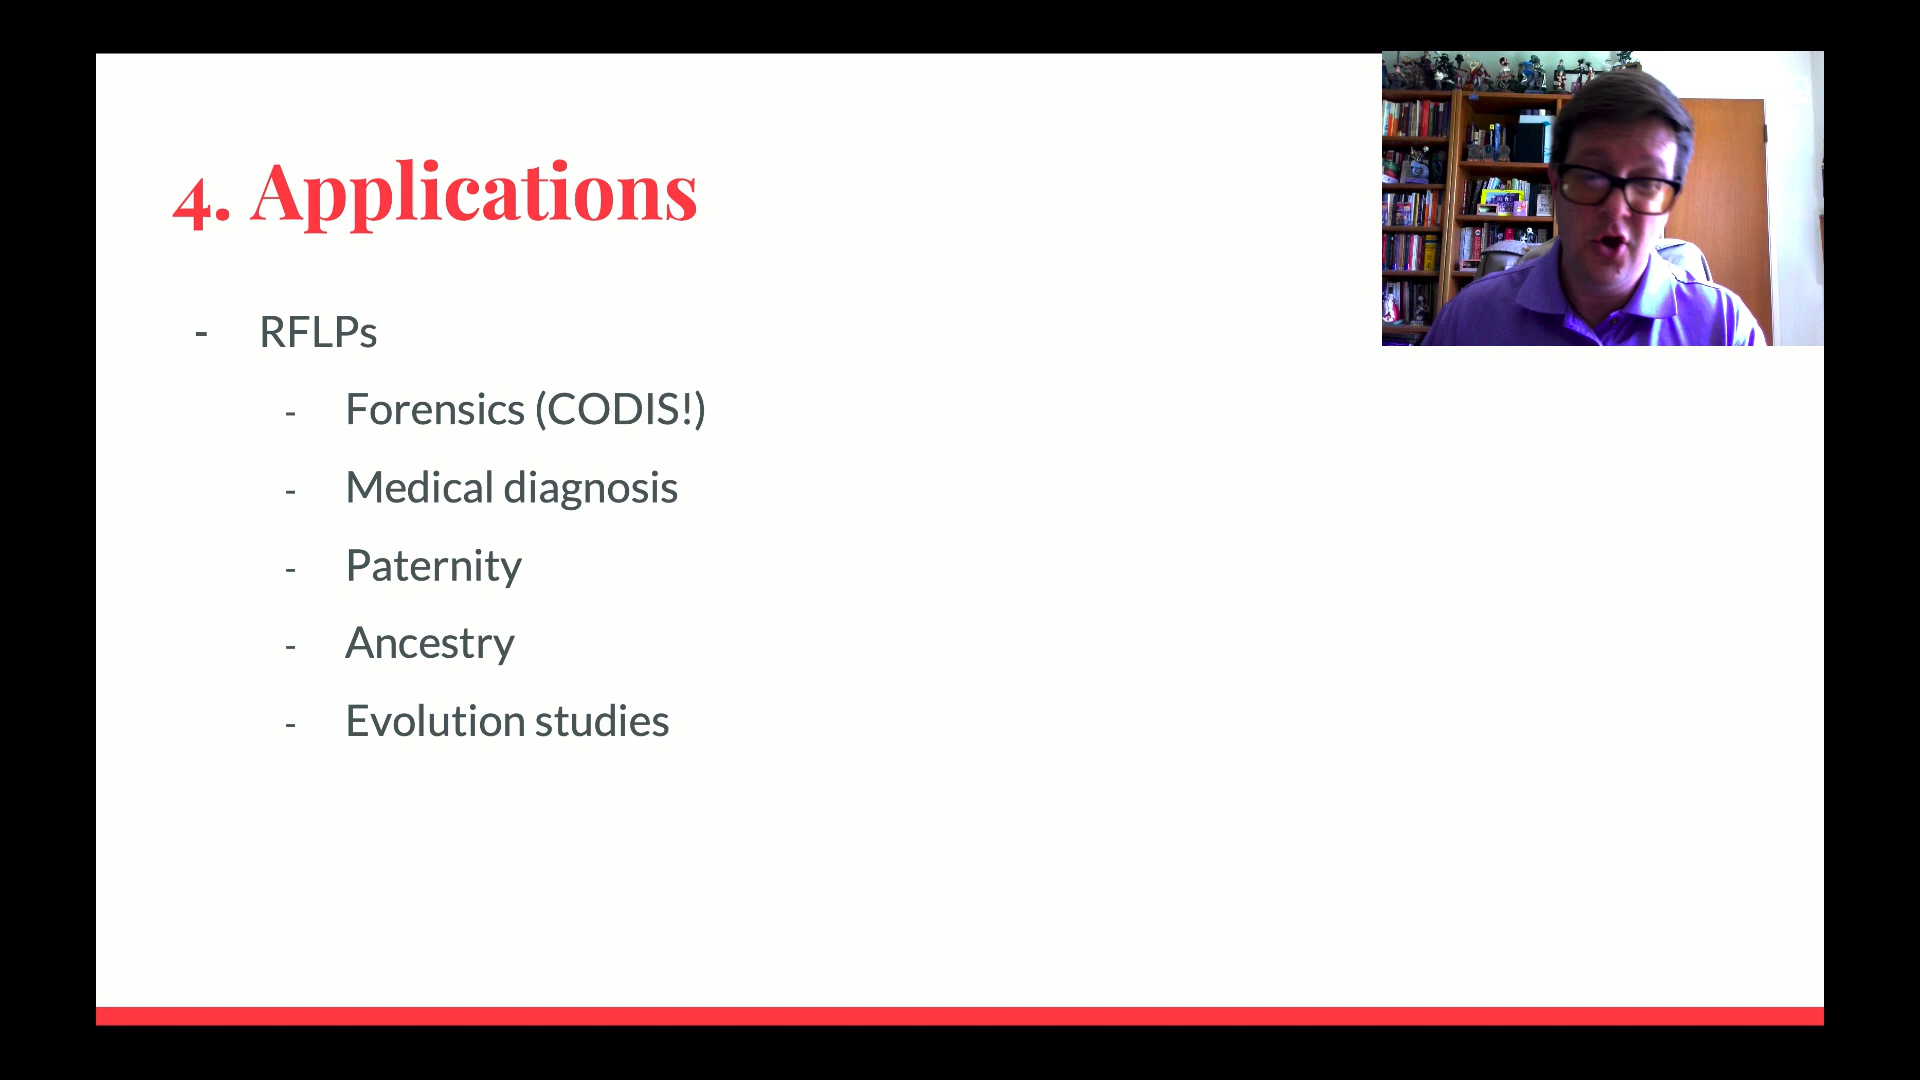 4. Applications
- RFLPs
- Forensics (CODIS!)
- Medical diagnosis
- Paternity
- Ancestry
- Evolution studies